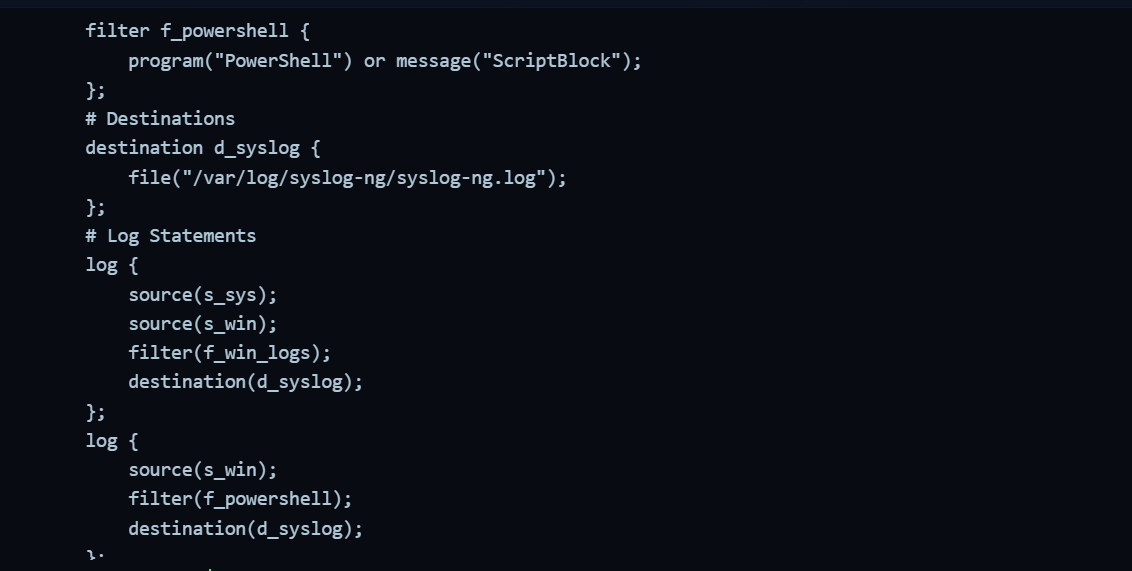 filter f_powershell {
program("PowerShell") or message("ScriptBlock");
};
# Destinations
destination d_syslog {
file("/var/log/syslog-ng/syslog-ng.log");
};
# Log Statements
log {
source(s_sys);
source(s_win);
filter(f_win_logs);
destination(d_syslog);
};
log {
source(s_win);
filter(f_powershell);
destination(d_syslog);
};